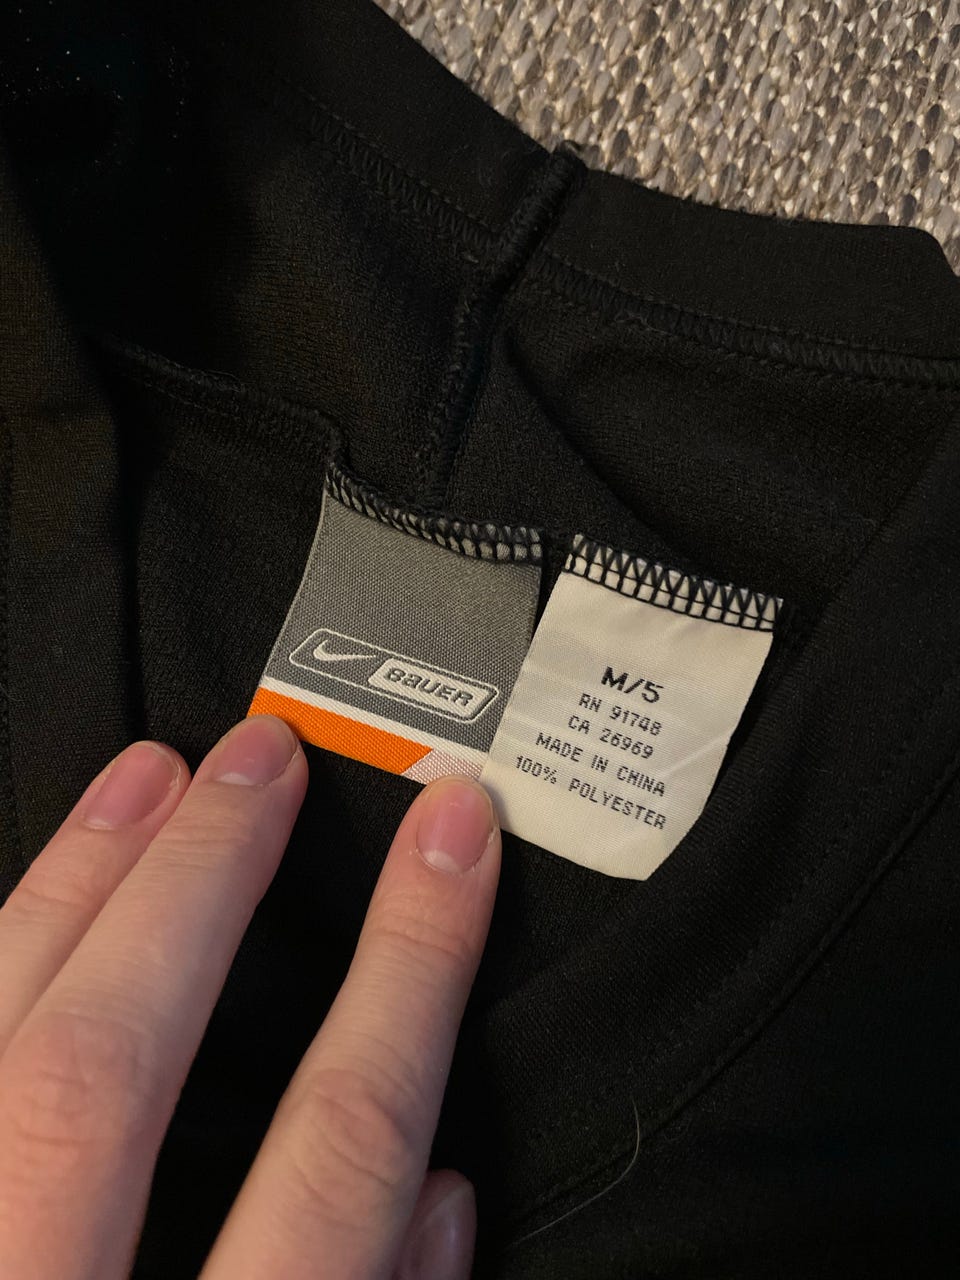 BAUER
M/5
RN 91748
CA 26969
MADE IN CHINA
100% POLYESTER